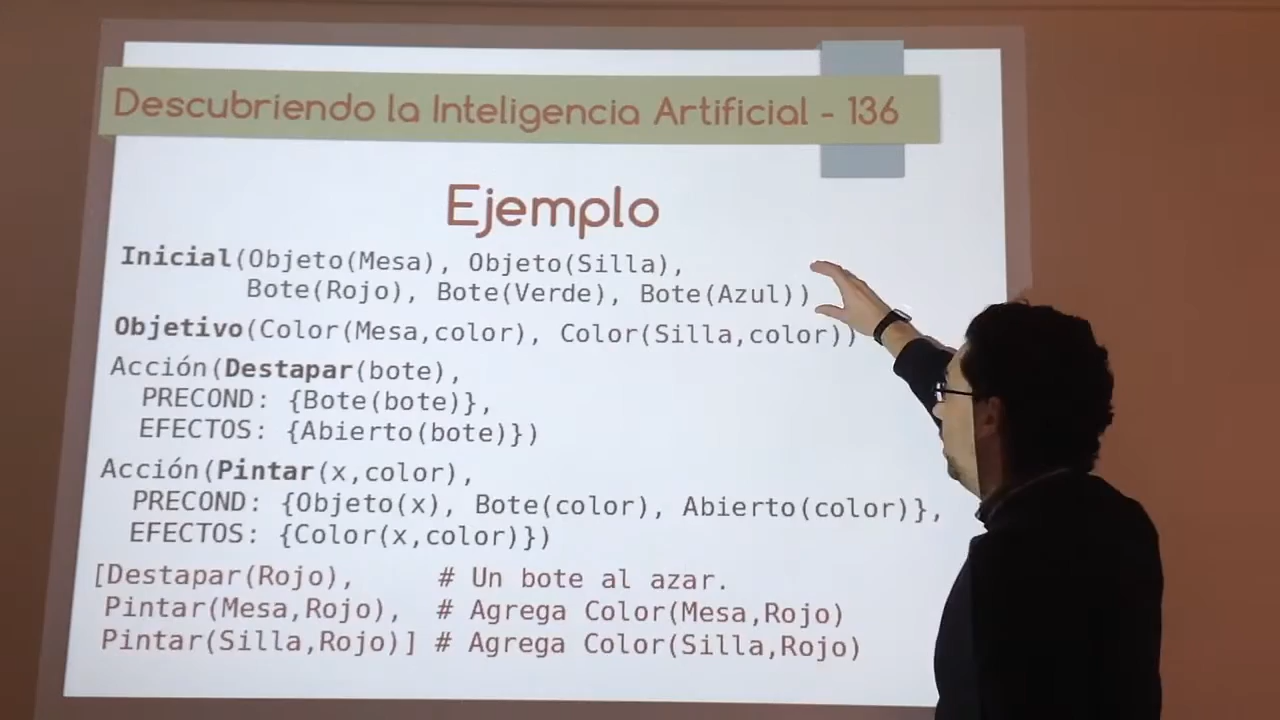 Descubriendo la Inteligencia Artificial - 136
Ejemplo
Inicial(Objeto(Mesa), Objeto(Silla),
Bote(Rojo), Bote(Verde), Bote(Azul))
Objetivo(Color(Mesa,color), Color(Silla,color))
Acción(Destapar(bote),
PRECOND: {Bote(bote)},
EFECTOS: {Abierto(bote)})
Acción(Pintar(x,color),
PRECOND: {Objeto(x), Bote(color), Abierto(color)},
EFECTOS: {Color(x,color)})
[Destapar(Rojo), # Un bote al azar.
Pintar(Mesa,Rojo), # Agrega Color(Mesa,Rojo)
Pintar(Silla,Rojo)] # Agrega Color(Silla,Rojo)